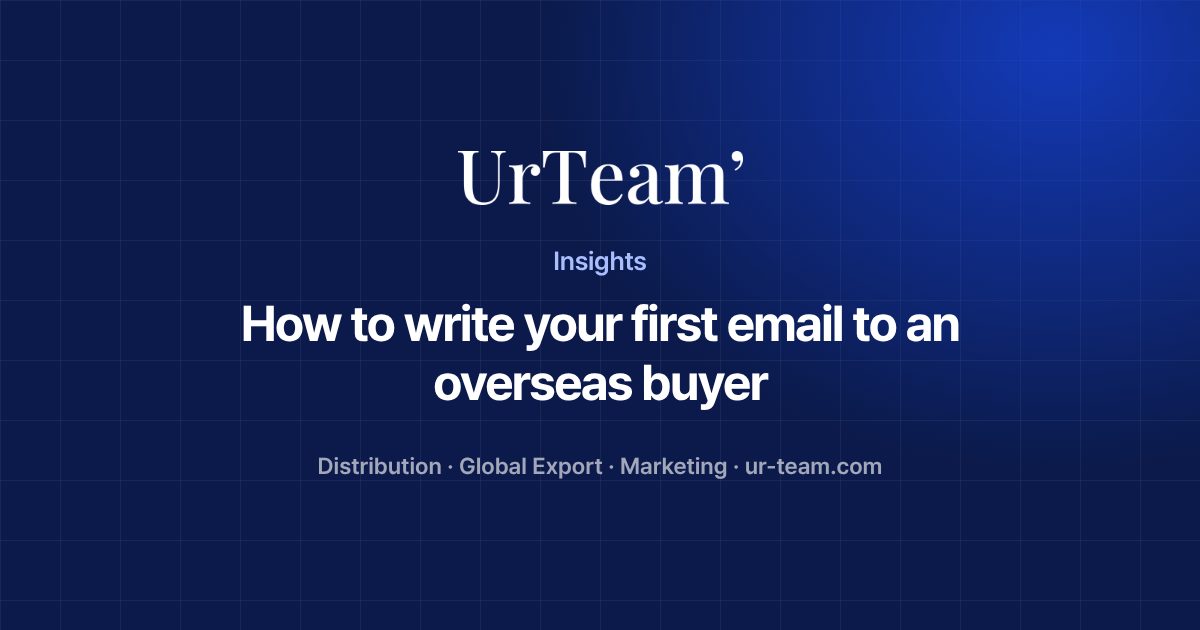 UrTeam’
Insights
How to write your first email to an
overseas buyer
Distribution · Global Export · Marketing · ur-team.com